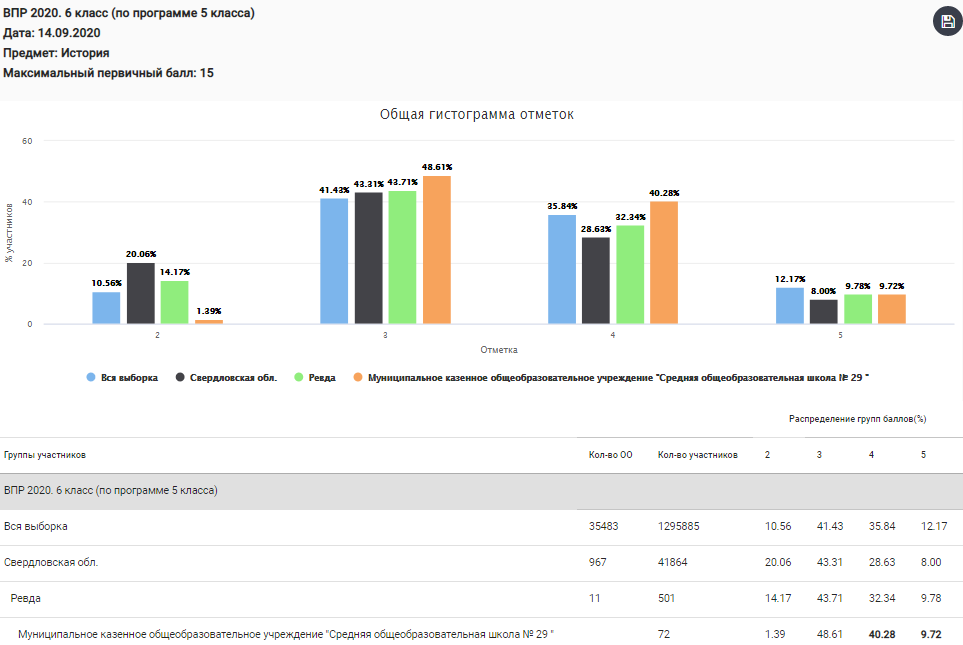 ВПР 2020. 6 класс (по программе 5 класса)
Дата: 14.09.2020
Предмет: История
Максимальный первичный балл: 15
Общая гистограмма отметок
60
40
20
0
% участников
10.56% 20.06% 14.17% 1.39%
41.43% 43.31% 43.71% 48.61%
35.84% 28.63% 32.34% 40.28%
12.17% 8.00% 9.78% 9.72%
2 3 4 5
Отметка
Вся выборка Свердловская обл. Ревда Муниципальное казенное общеобразовательное учреждение "Средняя общеобразовательная школа № 29 "
Распределение групп баллов(%)
Группы участников Кол-во ОО Кол-во участников 2 3 4 5
ВПР 2020. 6 класс (по программе 5 класса)
Вся выборка 35483 1295885 10.56 41.43 35.84 12.17
Свердловская обл. 967 41864 20.06 43.31 28.63 8.00
Ревда 11 501 14.17 43.71 32.34 9.78
Муниципальное казенное общеобразовательное учреждение "Средняя общеобразовательная школа № 29 " 72 1.39 48.61 40.28 9.72